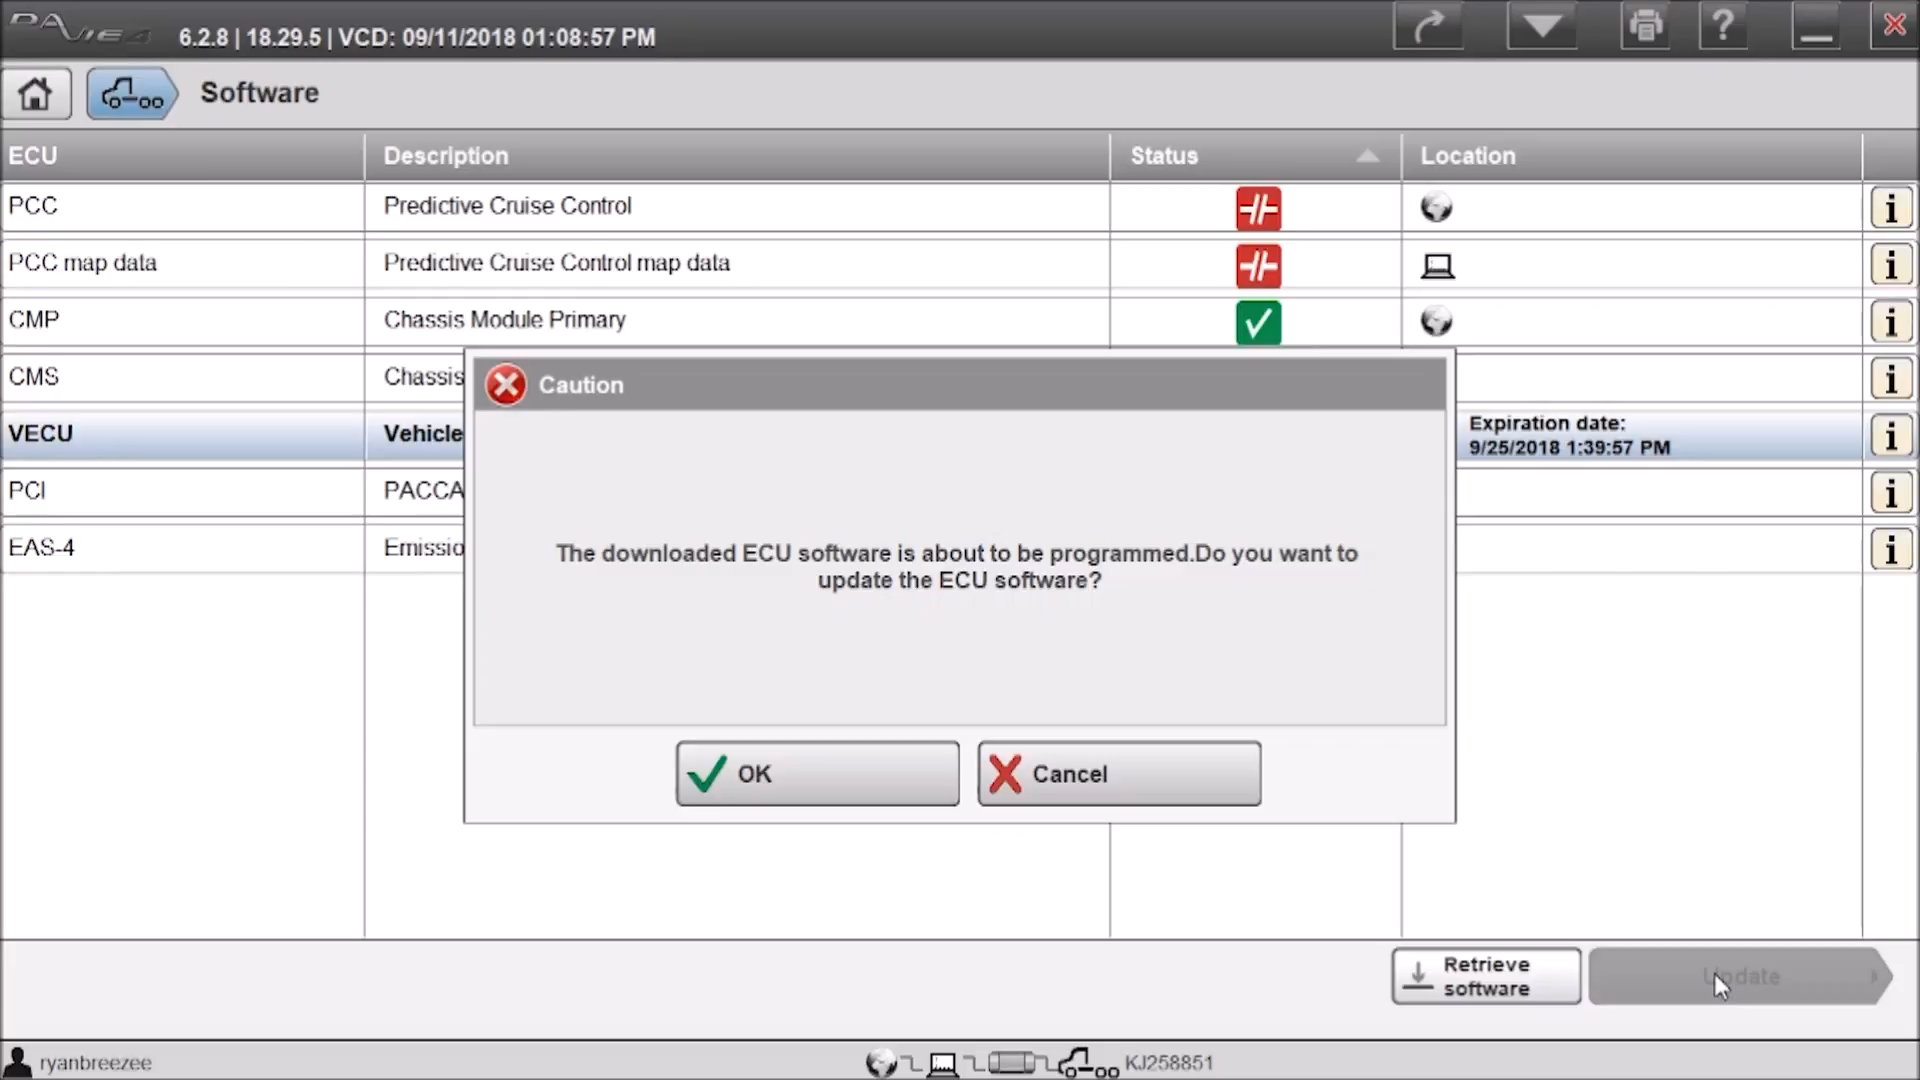 DAVIE4 6.2.8 | 18.29.5 | VCD: 09/11/2018 01:08:57 PM
Software
ECU Description Status Location
PCC Predictive Cruise Control
PCC map data Predictive Cruise Control map data
CMP Chassis Module Primary
CMS Chassis
VECU Vehicle Expiration date:
9/25/2018 1:39:57 PM
PCI PACCA
EAS-4 Emissio
Caution
The downloaded ECU software is about to be programmed.Do you want to
update the ECU software?
OK Cancel
Retrieve
software
Update
ryanbreezee KJ258851